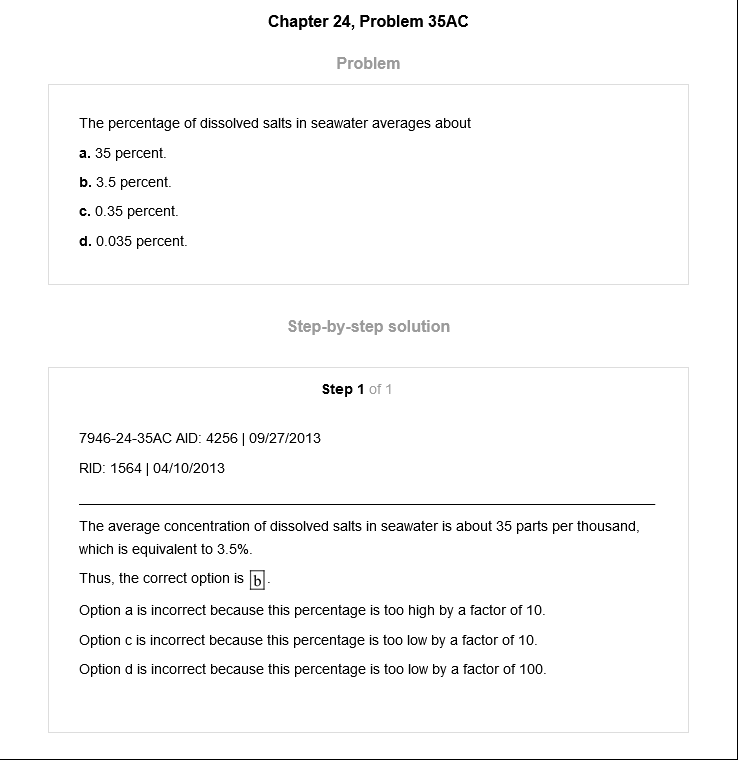 Chapter 24, Problem 35AC
Problem
The percentage of dissolved salts in seawater averages about
a. 35 percent.
b. 3.5 percent.
c. 0.35 percent.
d. 0.035 percent.
Step-by-step solution
Step 1 of 1
7946-24-35AC AID: 4256 | 09/27/2013
RID: 1564 | 04/10/2013
The average concentration of dissolved salts in seawater is about 35 parts per thousand,
which is equivalent to 3.5%.
Thus, the correct option is b.
Option a is incorrect because this percentage is too high by a factor of 10.
Option c is incorrect because this percentage is too low by a factor of 10.
Option d is incorrect because this percentage is too low by a factor of 100.